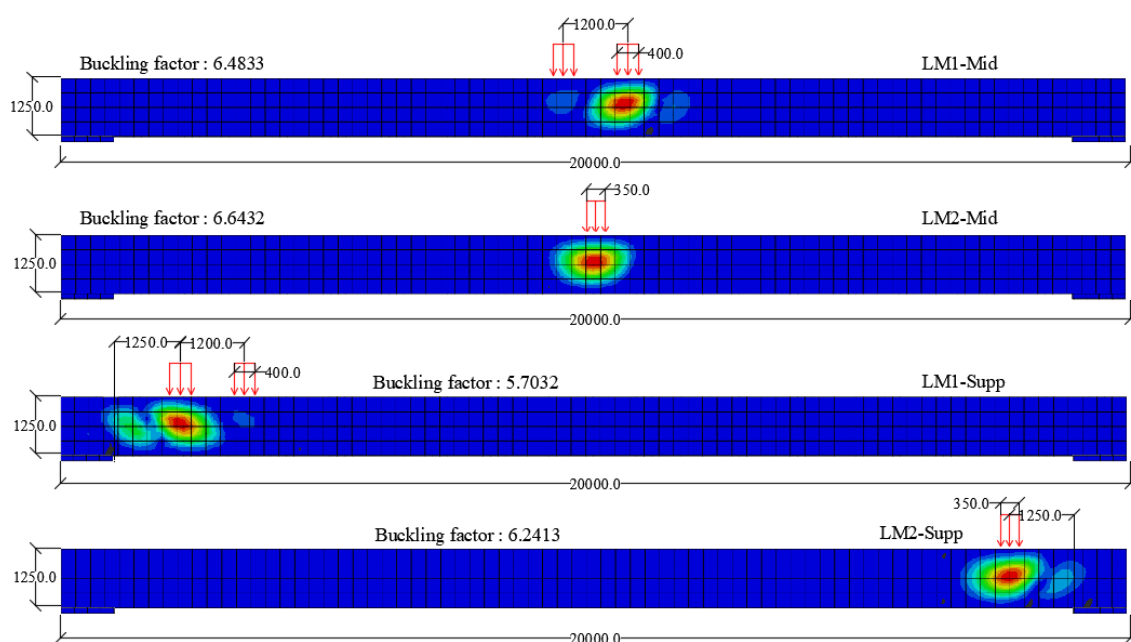 1200.0
Buckling factor : 6.4833
400.0
LM1-Mid
1250.0
20000.0
350.0
Buckling factor : 6.6432
LM2-Mid
1250.0
20000.0
1250.0
1200.0
400.0
Buckling factor : 5.7032
LM1-Supp
1250.0
20000.0
350.0
1250.0
Buckling factor : 6.2413
LM2-Supp
1250.0
20000.0